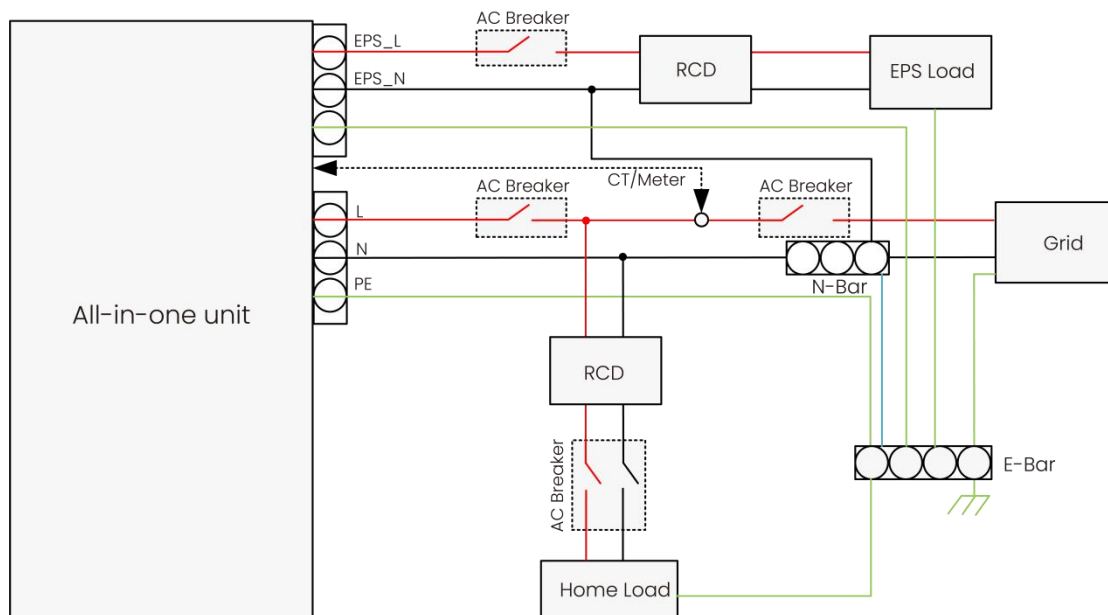 AC Breaker
EPS_L
EPS_N
RCD
EPS Load
CT/Meter
AC Breaker
AC Breaker
L
N
PE
Grid
N-Bar
All-in-one unit
RCD
AC Breaker
E-Bar
Home Load